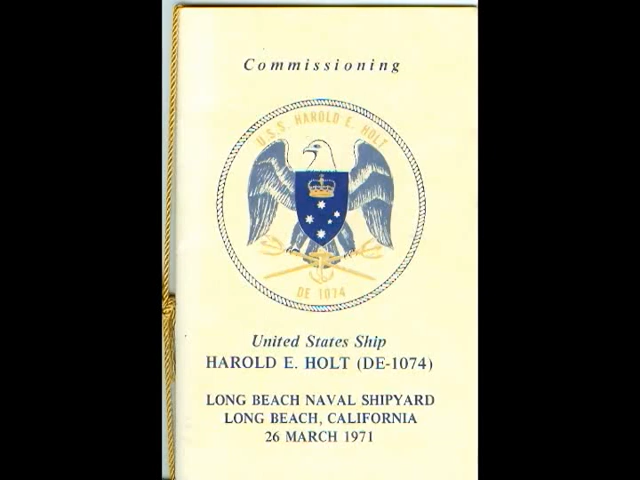 Commissioning
U.S.S. HAROLD E. HOLT
DE 1074
United States Ship
HAROLD E. HOLT (DE-1074)
LONG BEACH NAVAL SHIPYARD
LONG BEACH, CALIFORNIA
26 MARCH 1971